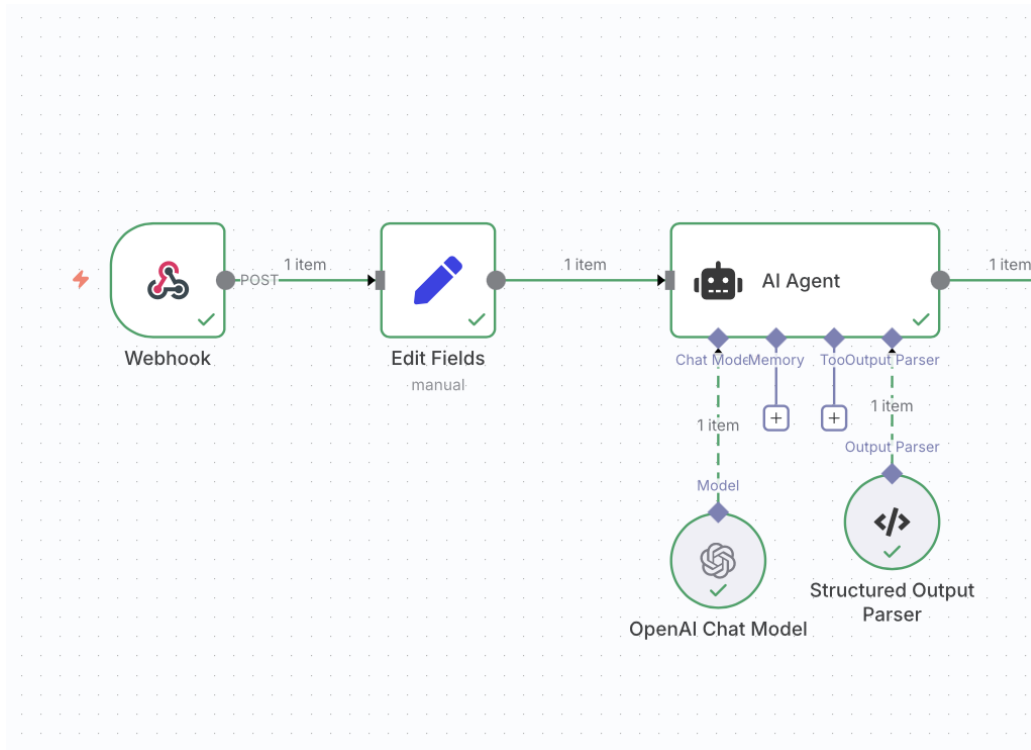 POST
1 item
1 item
AI Agent
1 item
Webhook
Edit Fields
manual
Chat Mode
Memory
Too
Output Parser
1 item
1 item
Output Parser
Model
OpenAI Chat Model
Structured Output
Parser